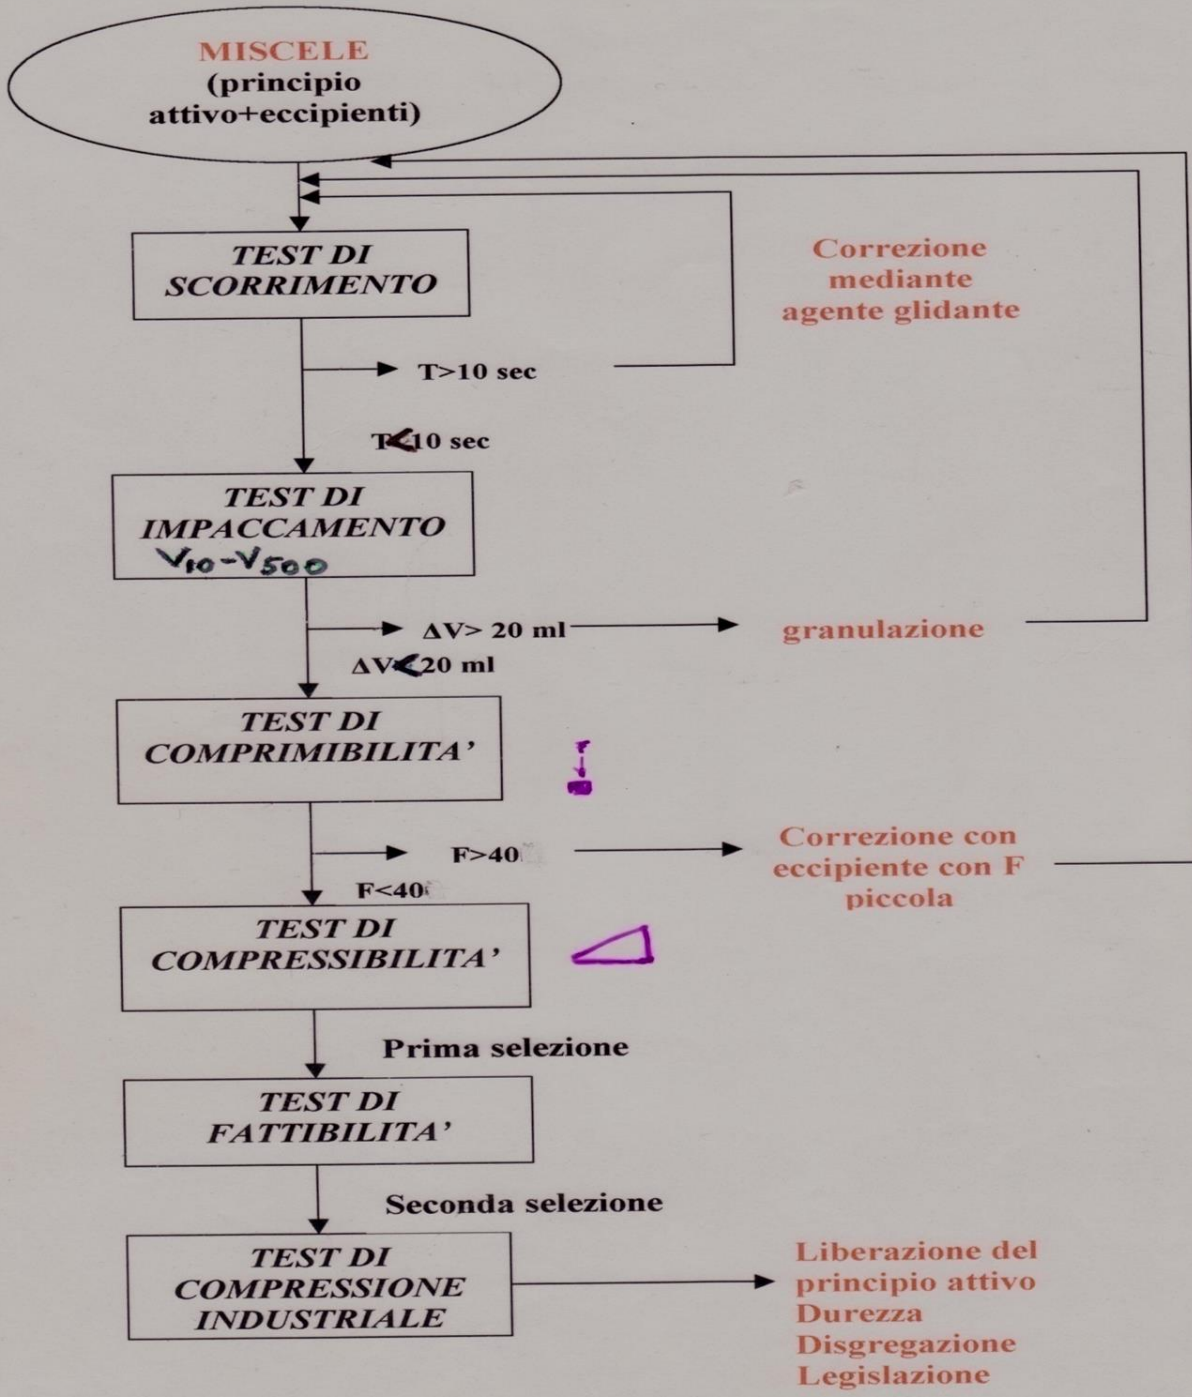 MISCELE
(principio
attivo+eccipienti)
TEST DI
SCORRIMENTO
Correzione
mediante
agente glidante
T>10 sec
T<10 sec
TEST DI
IMPACCAMENTO
V10-V500
ΔV> 20 ml
granulazione
ΔV<20 ml
TEST DI
COMPRIMIBILITA’
F
F>40
Correzione con
eccipiente con F
piccola
F<40
TEST DI
COMPRESSIBILITA’
Prima selezione
TEST DI
FATTIBILITA’
Seconda selezione
TEST DI
COMPRESSIONE
INDUSTRIALE
Liberazione del
principio attivo
Durezza
Disgregazione
Legislazione